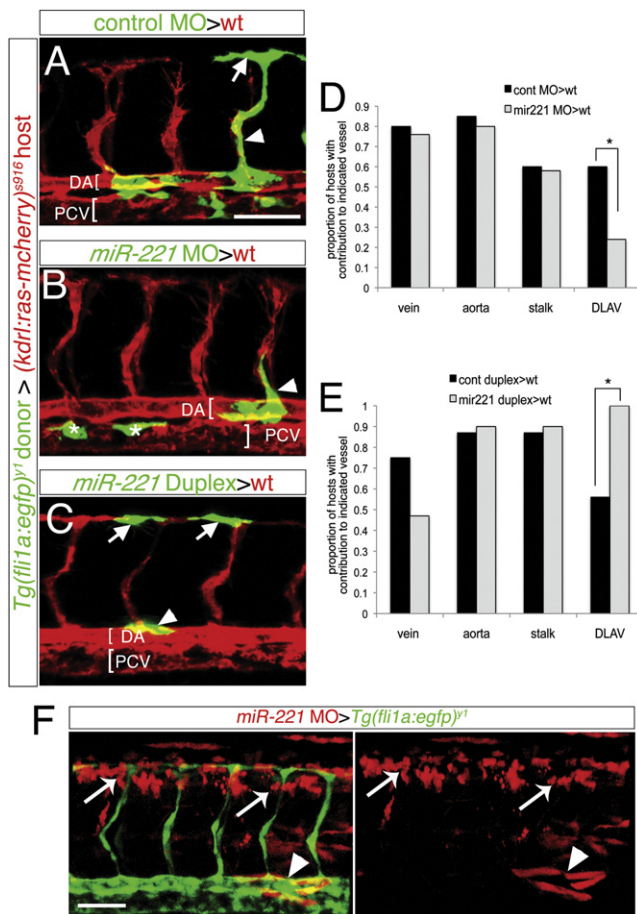 control MO>wt
A
DA
PCV
miR-221 MO>wt
B
DA
PCV
miR-221 Duplex>wt
C
DA
PCV
Tg(fli1a:egfp)y1 donor > (kdrl:ras-mcherry)s916 host
D
cont MO>wt
mir221 MO>wt
proportion of hosts with
contribution to indicated vessel
0.9
0.8
0.7
0.6
0.5
0.4
0.3
0.2
0.1
0
*
vein aorta stalk DLAV
E
cont duplex>wt
mir221 duplex>wt
proportion of hosts with
contribution to indicated vessel
1
0.9
0.8
0.7
0.6
0.5
0.4
0.3
0.2
0.1
0
*
vein aorta stalk DLAV
F
miR-221 MO>Tg(fli1a:egfp)y1